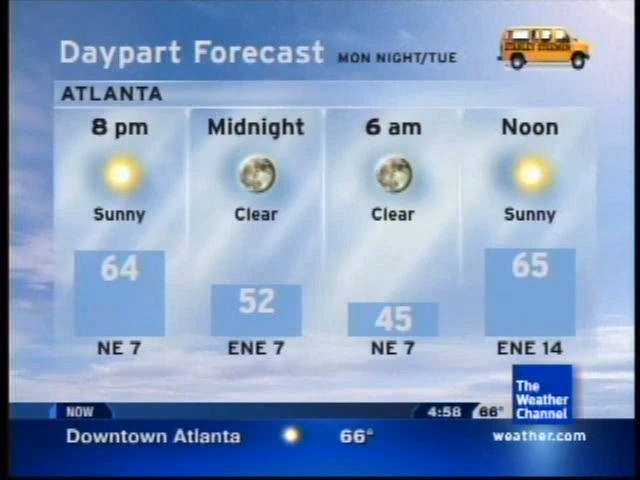 Daypart Forecast MON NIGHT/TUE
STANLEY STEEMER
ATLANTA
8 pm Midnight 6 am Noon
Sunny Clear Clear Sunny
64 52 45 65
NE 7 ENE 7 NE 7 ENE 14
The
Weather
Channel
NOW 4:58 66°
Downtown Atlanta 66° weather.com